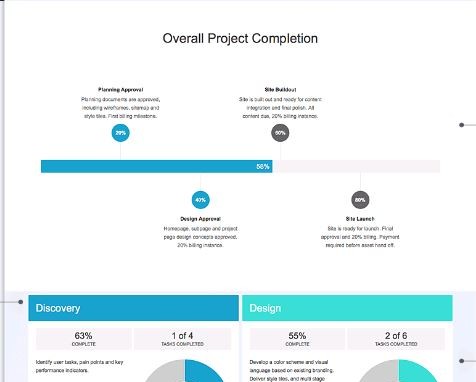 Overall Project Completion
Planning Approval
Planning documents are approved,
including wireframes, sitemap and
style tiles. First billing milestone.
20%
Site Buildout
Site is built out and ready for content
integration and final polish. All
content due, 20% billing instance.
60%
58%
40%
Design Approval
Homepage, subpage and project
page design concepts approved.
20% billing instance.
80%
Site Launch
Site is ready for launch. Final
approval and 20% billing. Payment
required before asset hand off.
Discovery
63%
COMPLETE
1 of 4
TASKS COMPLETED
Identify user tasks, pain points and key
performance indicators.
Design
55%
COMPLETE
2 of 6
TASKS COMPLETED
Develop a color scheme and visual
language based on existing branding.
Deliver style tiles, and multi stage